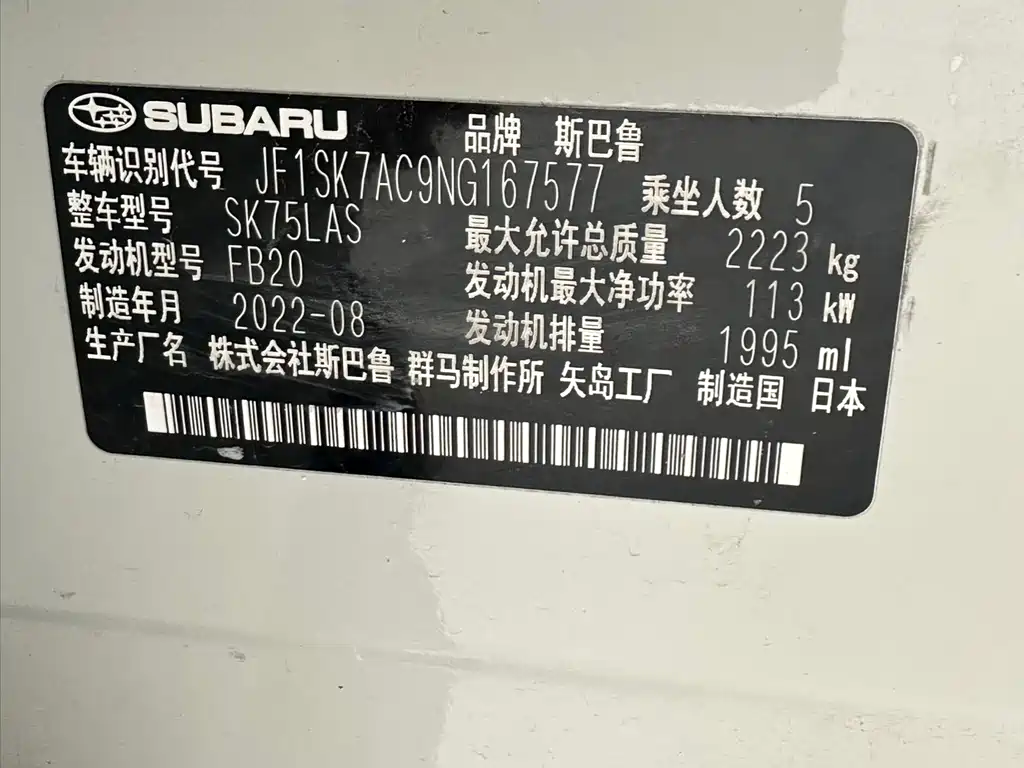 SUBARU 品牌 斯巴鲁
车辆识别代号 JF1SK7AC9NG167577 乘坐人数 5
整车型号 SK75LAS 最大允许总质量 2223 kg
发动机型号 FB20 发动机最大净功率 113 kW
制造年月 2022-08 发动机排量 1995 ml
生产厂名 株式会社斯巴鲁 群马制作所 矢岛工厂 制造国 日本